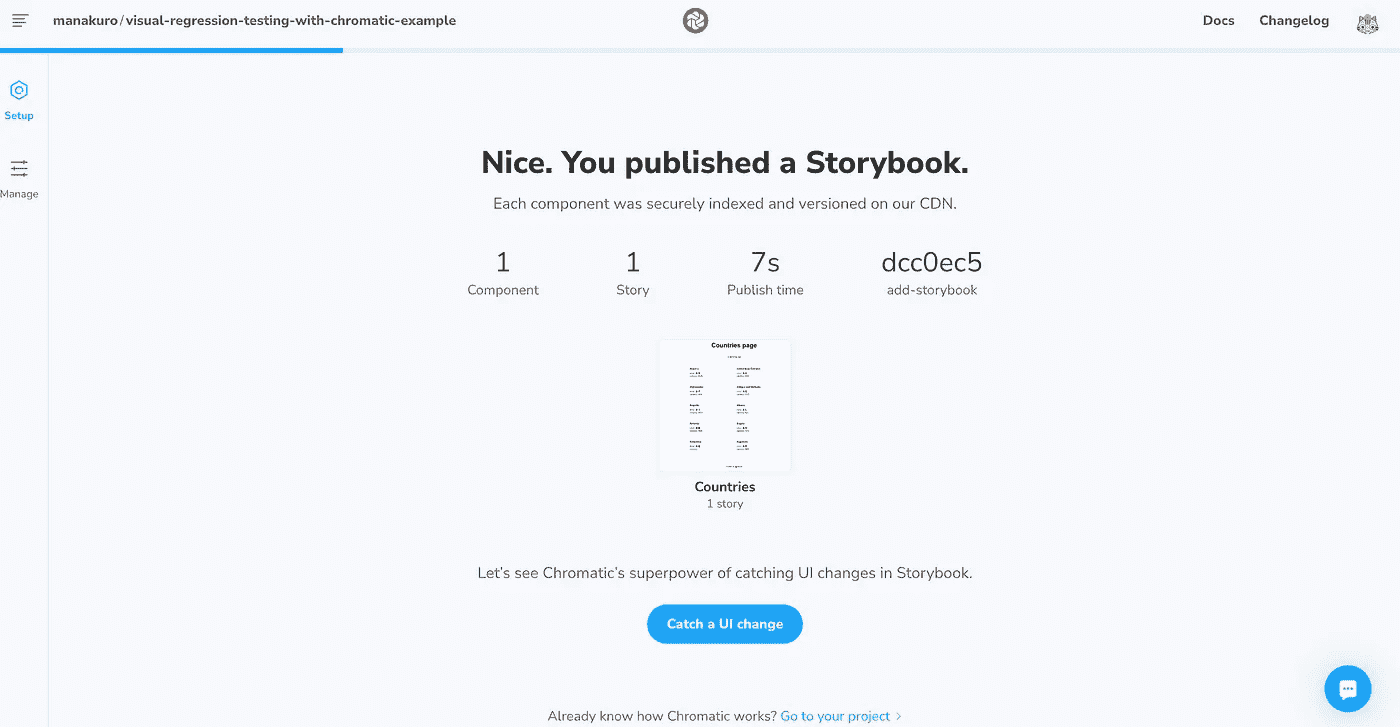 manakuro/visual-regression-testing-with-chromatic-example
Docs Changelog
Setup
Manage
Nice. You published a Storybook.
Each component was securely indexed and versioned on our CDN.
1 1 7s dcc0ec5
Component Story Publish time add-storybook
Countries page
Countries
1 story
Let's see Chromatic's superpower of catching UI changes in Storybook.
Catch a UI change
Already know how Chromatic works? Go to your project